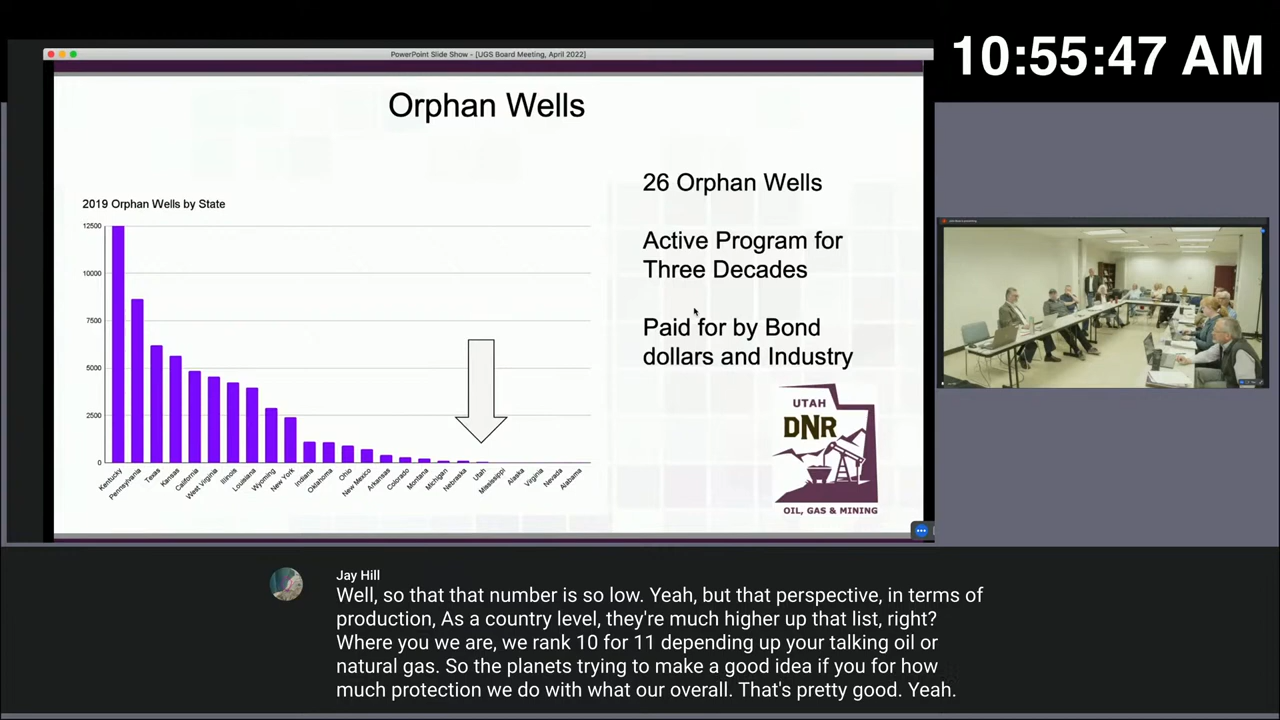 10:55:47 AM
PowerPoint Slide Show - [UGS Board Meeting, April 2022]
Orphan Wells
2019 Orphan Wells by State
12500
10000
7500
5000
2500
0
Kentucky
Pennsylvania
Texas
Kansas
California
West Virginia
Illinois
Louisiana
Wyoming
New York
Indiana
Oklahoma
Ohio
New Mexico
Arkansas
Colorado
Montana
Michigan
Nebraska
Utah
Mississippi
Alaska
Virginia
Nevada
Alabama
26 Orphan Wells
Active Program for
Three Decades
Paid for by Bond
dollars and Industry
UTAH
DNR
OIL, GAS & MINING
Jay Hill
Well, so that that number is so low. Yeah, but that perspective, in terms of
production, As a country level, they're much higher up that list, right?
Where you we are, we rank 10 for 11 depending up your talking oil or
natural gas. So the planets trying to make a good idea if you for how
much protection we do with what our overall. That's pretty good. Yeah.